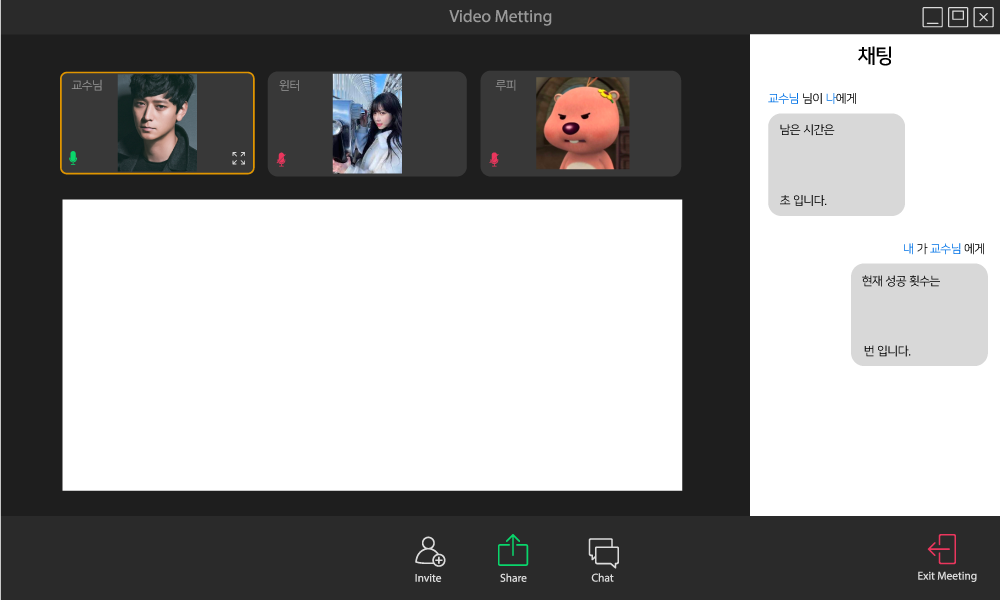 Video Metting
교수님
윈터
루피
채팅
교수님 님이 나에게
남은 시간은
초 입니다.
내 가 교수님 에게
현재 성공 횟수는
번 입니다.
Invite
Share
Chat
Exit Meeting